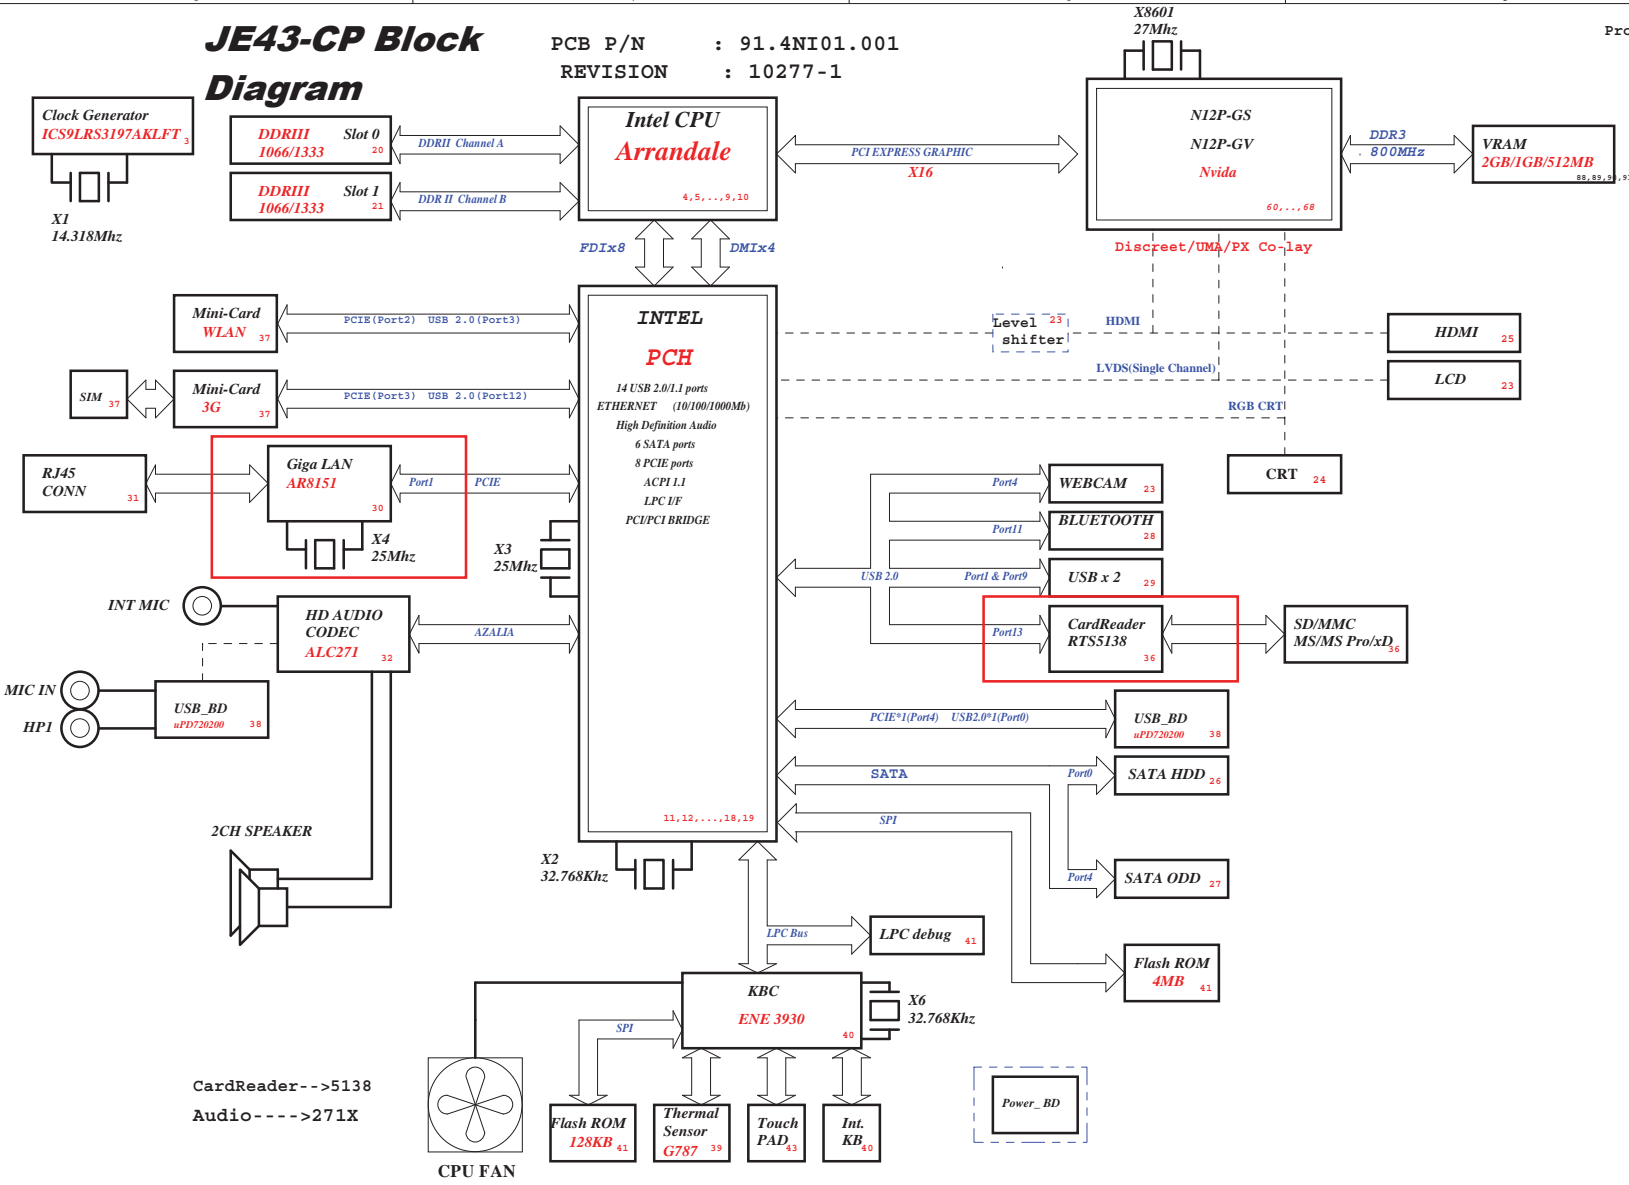 JE43-CP Block
Diagram
PCB P/N : 91.4NI01.001
REVISION : 10277-1
X8601
27Mhz
Pro
Clock Generator
ICS9LRS3197AKLFT 3
X1
14.318Mhz
DDRIII Slot 0
1066/1333 20
DDRII Channel A
DDRIII Slot 1
1066/1333 21
DDR II Channel B
Intel CPU
Arrandale
4,5,..,9,10
PCI EXPRESS GRAPHIC
X16
N12P-GS
N12P-GV
Nvida
60,..,68
DDR3
800MHz
VRAM
2GB/1GB/512MB
Discreet/UMA/PX Co-lay
FDIx8
DMIx4
Mini-Card
WLAN 37
PCIE(Port2) USB 2.0(Port3)
SIM 37
Mini-Card
3G 37
PCIE(Port3) USB 2.0(Port12)
INTEL
PCH
14 USB 2.0/1.1 ports
ETHERNET (10/100/1000Mb)
High Definition Audio
6 SATA ports
8 PCIE ports
ACPI 1.1
LPC I/F
PCI/PCI BRIDGE
11,12,...,18,19
Level 23
shifter
HDMI
HDMI 25
LVDS(Single Channel)
LCD 23
RGB CRT
CRT 24
RJ45
CONN 31
Giga LAN
AR8151
30
Port1 PCIE
X4
25Mhz
X3
25Mhz
Port4
WEBCAM 23
Port11
BLUETOOTH
28
USB 2.0
Port1 & Port9
USB x 2 29
Port13
CardReader
RTS5138
36
SD/MMC
MS/MS Pro/xD 36
INT MIC
HD AUDIO
CODEC
ALC271 32
AZALIA
MIC IN
HP1
USB_BD
uPD720200 38
PCIE*1(Port4) USB2.0*1(Port0)
USB_BD
uPD720200 38
SATA
Port0
SATA HDD 26
SPI
Port4
SATA ODD 27
2CH SPEAKER
X2
32.768Khz
LPC Bus
LPC debug 41
Flash ROM
4MB 41
KBC
ENE 3930
40
X6
32.768Khz
SPI
CardReader-->5138
Audio---->271X
CPU FAN
Flash ROM
128KB 41
Thermal
Sensor
G787 39
Touch
PAD 43
Int.
KB 40
Power_BD